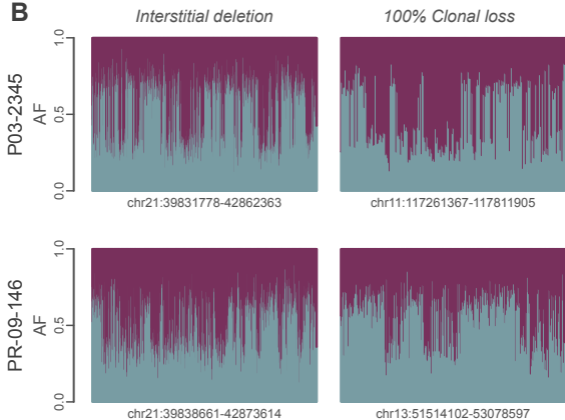 B
Interstitial deletion
100% Clonal loss
P03-2345
AF
1.0
0.5
0.0
chr21:39831778-42862363
chr11:117261367-117811905
PR-09-146
AF
1.0
0.5
0.0
chr21:39838661-42873614
chr13:51514102-53078597